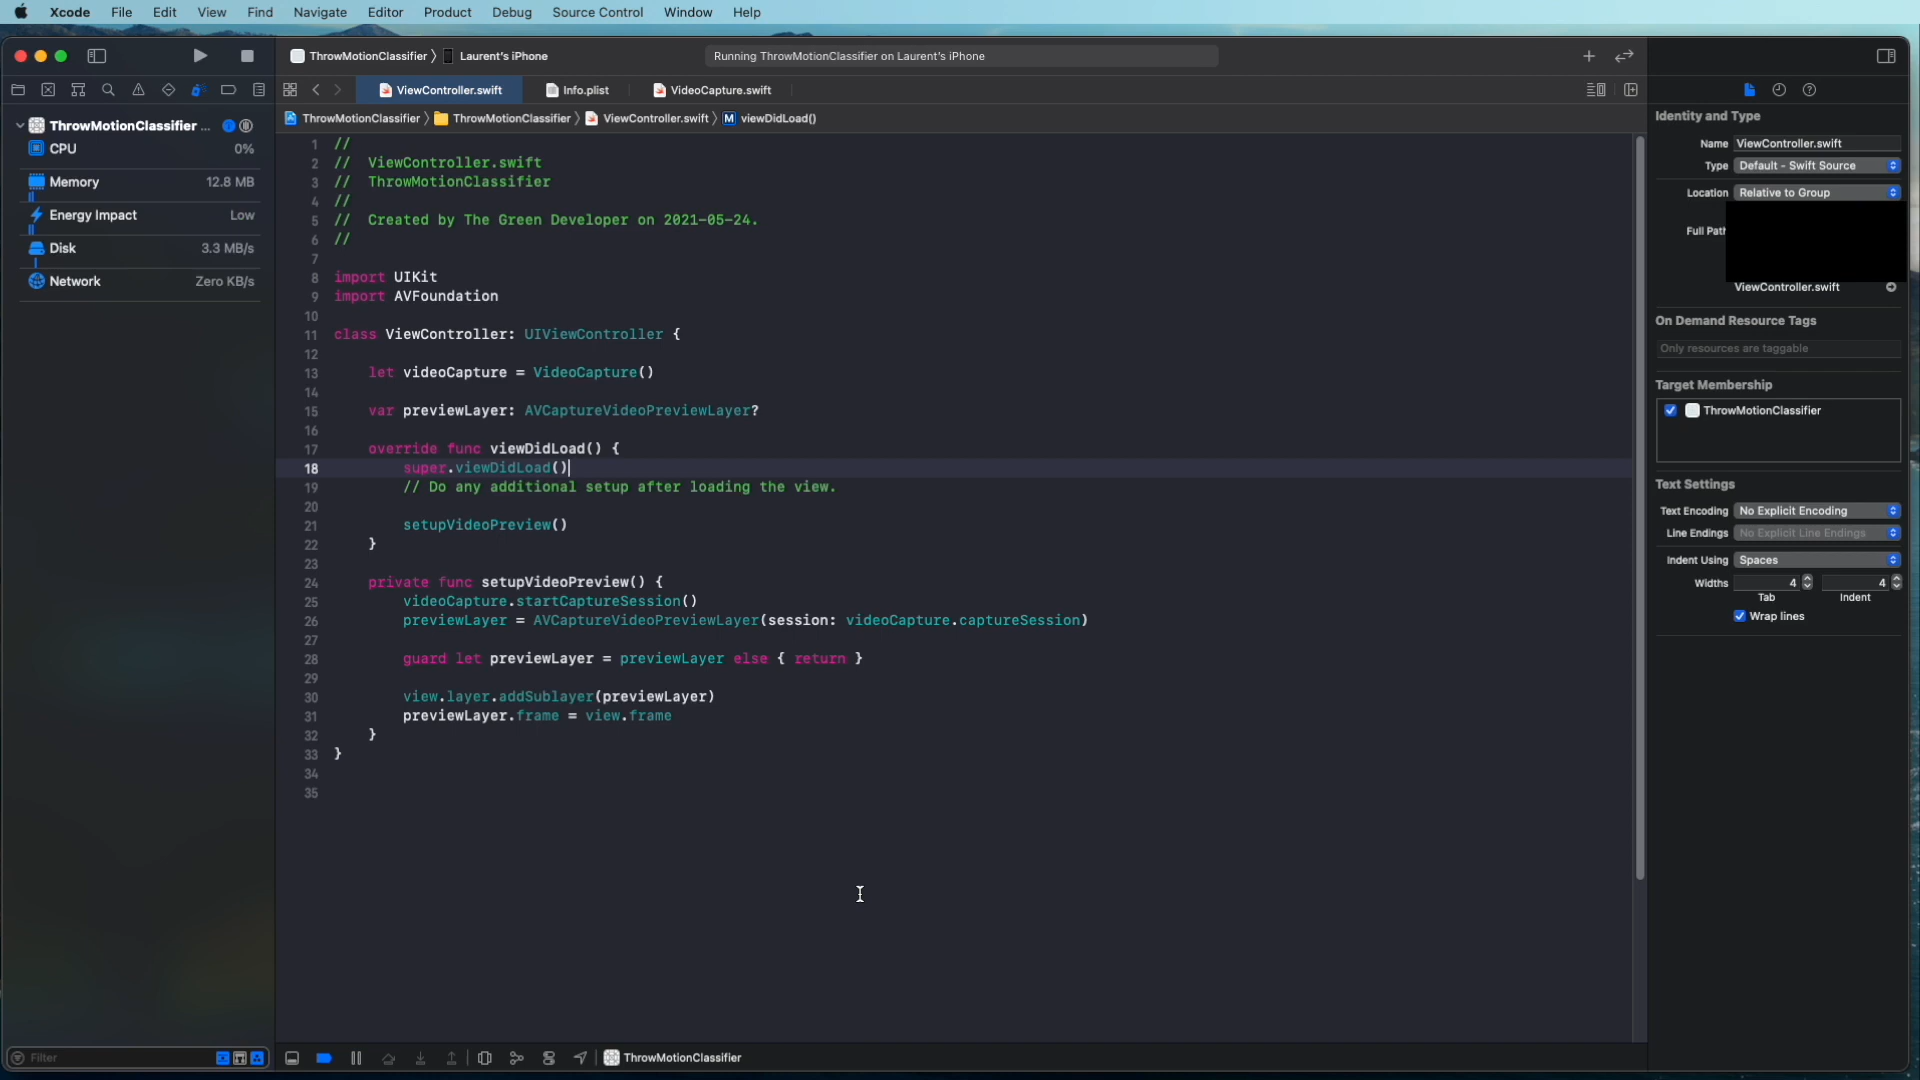 Xcode File Edit View Find Navigate Editor Product Debug Source Control Window Help
ThrowMotionClassifier 〉 Laurent's iPhone
Running ThrowMotionClassifier on Laurent's iPhone
ViewController.swift
Info.plist
VideoCapture.swift
ThrowMotionClassifier 〉 ThrowMotionClassifier 〉 ViewController.swift 〉 M viewDidLoad()
ThrowMotionClassifier ...
CPU 0%
Memory 12.8 MB
Energy Impact Low
Disk 3.3 MB/s
Network Zero KB/s
Filter
1 //
2 // ViewController.swift
3 // ThrowMotionClassifier
4 //
5 // Created by The Green Developer on 2021-05-24.
6 //
7
8 import UIKit
9 import AVFoundation
10
11 class ViewController: UIViewController {
12
13 let videoCapture = VideoCapture()
14
15 var previewLayer: AVCaptureVideoPreviewLayer?
16
17 override func viewDidLoad() {
18 super.viewDidLoad()
19 // Do any additional setup after loading the view.
20
21 setupVideoPreview()
22 }
23
24 private func setupVideoPreview() {
25 videoCapture.startCaptureSession()
26 previewLayer = AVCaptureVideoPreviewLayer(session: videoCapture.captureSession)
27
28 guard let previewLayer = previewLayer else { return }
29
30 view.layer.addSublayer(previewLayer)
31 previewLayer.frame = view.frame
32 }
33 }
34
35
ThrowMotionClassifier
Identity and Type
Name ViewController.swift
Type Default - Swift Source
Location Relative to Group
Full Path
ViewController.swift
On Demand Resource Tags
Only resources are taggable
Target Membership
ThrowMotionClassifier
Text Settings
Text Encoding No Explicit Encoding
Line Endings No Explicit Line Endings
Indent Using Spaces
Widths 4 4
Tab Indent
Wrap lines